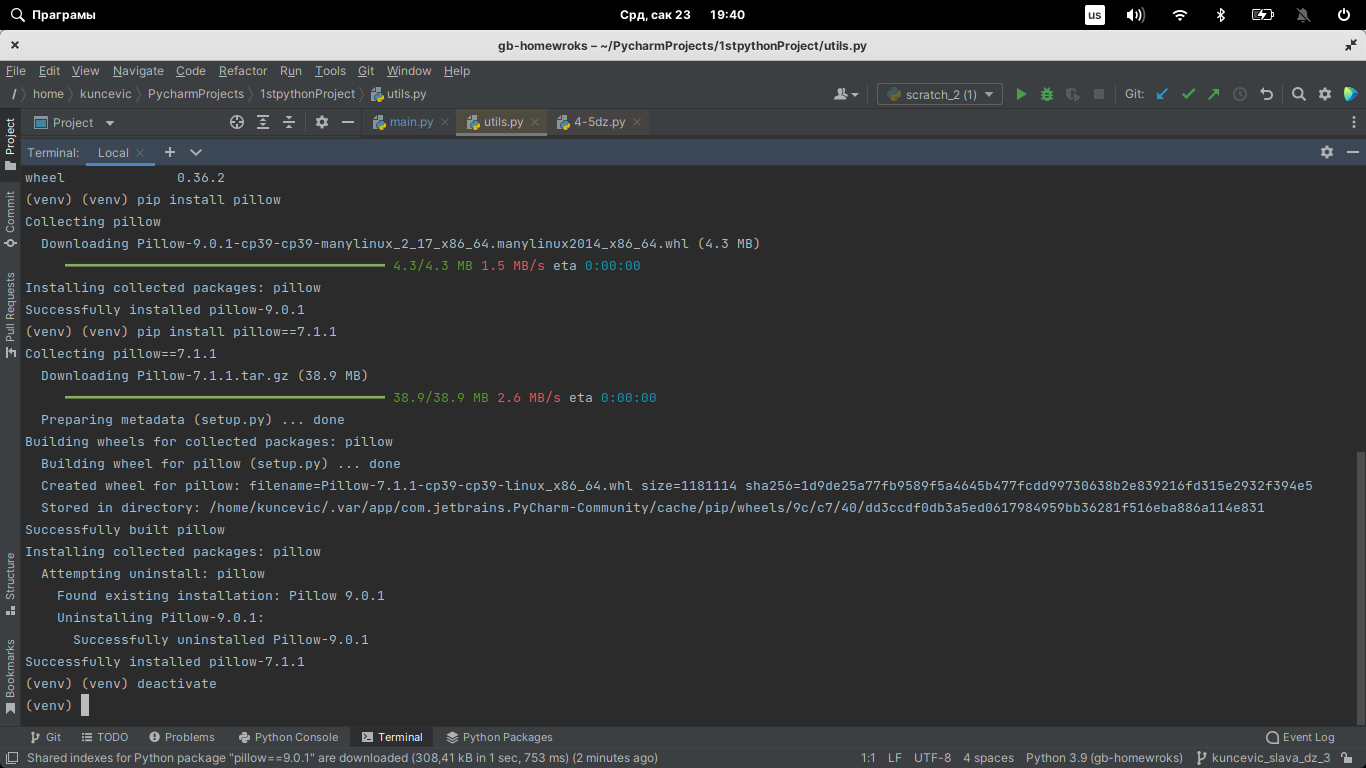 Праграмы
Срд, сак 23 19:40
us
gb-homewroks – ~/PycharmProjects/1stpythonProject/utils.py
File Edit View Navigate Code Refactor Run Tools Git Window Help
/ home kuncevic PycharmProjects 1stpythonProject utils.py
scratch_2 (1)
Git:
Project
main.py utils.py 4-5dz.py
Terminal: Local
Project
Commit
Pull Requests
Structure
Bookmarks
wheel 0.36.2
(venv) (venv) pip install pillow
Collecting pillow
Downloading Pillow-9.0.1-cp39-cp39-manylinux_2_17_x86_64.manylinux2014_x86_64.whl (4.3 MB)
4.3/4.3 MB 1.5 MB/s eta 0:00:00
Installing collected packages: pillow
Successfully installed pillow-9.0.1
(venv) (venv) pip install pillow==7.1.1
Collecting pillow==7.1.1
Downloading Pillow-7.1.1.tar.gz (38.9 MB)
38.9/38.9 MB 2.6 MB/s eta 0:00:00
Preparing metadata (setup.py) ... done
Building wheels for collected packages: pillow
Building wheel for pillow (setup.py) ... done
Created wheel for pillow: filename=Pillow-7.1.1-cp39-cp39-linux_x86_64.whl size=1181114 sha256=1d9de25a77fb9589f5a4645b477fcdd99730638b2e839216fd315e2932f394e5
Stored in directory: /home/kuncevic/.var/app/com.jetbrains.PyCharm-Community/cache/pip/wheels/9c/c7/40/dd3ccdf0db3a5ed0617984959bb36281f516eba886a114e831
Successfully built pillow
Installing collected packages: pillow
Attempting uninstall: pillow
Found existing installation: Pillow 9.0.1
Uninstalling Pillow-9.0.1:
Successfully uninstalled Pillow-9.0.1
Successfully installed pillow-7.1.1
(venv) (venv) deactivate
(venv)
Git TODO Problems Python Console Terminal Python Packages Event Log
Shared indexes for Python package "pillow==9.0.1" are downloaded (308,41 kB in 1 sec, 753 ms) (2 minutes ago) 1:1 LF UTF-8 4 spaces Python 3.9 (gb-homewroks) kuncevic_slava_dz_3